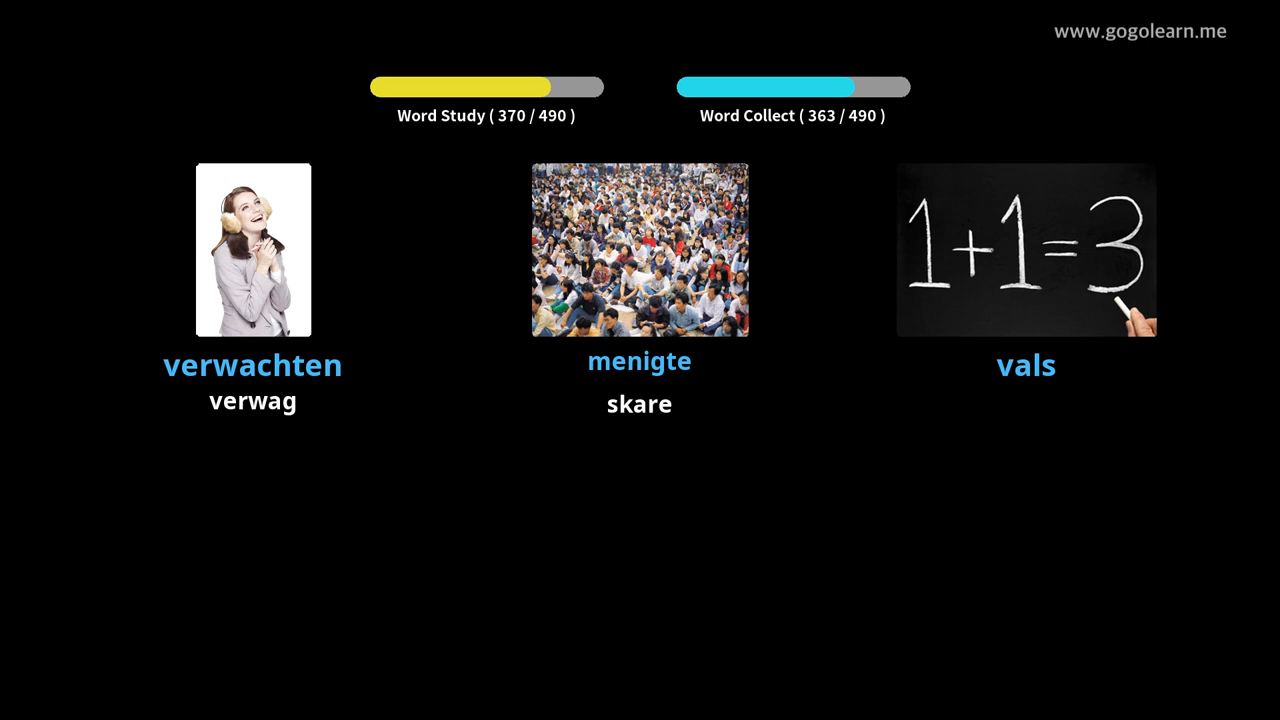 www.gogolearn.me
Word Study ( 370 / 490 )
Word Collect ( 363 / 490 )
1+1=3
verwachten
menigte
vals
verwag
skare